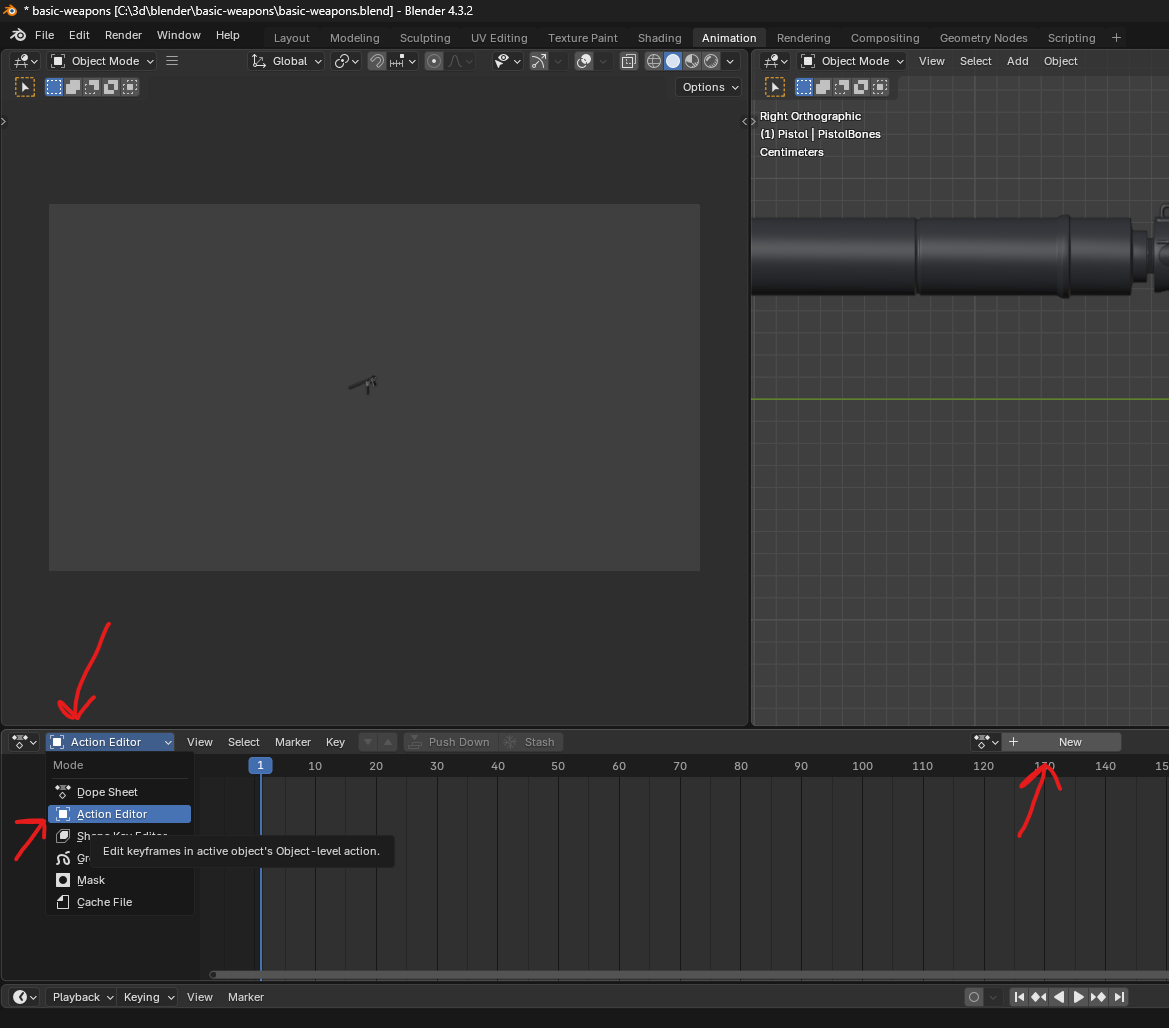 * basic-weapons [C:\3d\blender\basic-weapons\basic-weapons.blend] - Blender 4.3.2
File Edit Render Window Help Layout Modeling Sculpting UV Editing Texture Paint Shading Animation Compositing Rendering Geometry Nodes Scripting
Object Mode Global Object Mode View Select Add Object
Options
Right Orthographic
(1) Pistol | PistolBones
Centimeters
Action Editor View Select Marker Key Push Down Stash New
Mode 1 10 20 30 40 50 60 70 80 90 100 110 120 130 140
Dope Sheet
Action Editor
Shape Key Editor
Edit keyframes in active object's Object-level action.
Mask
Cache File
Playback Keying View Marker